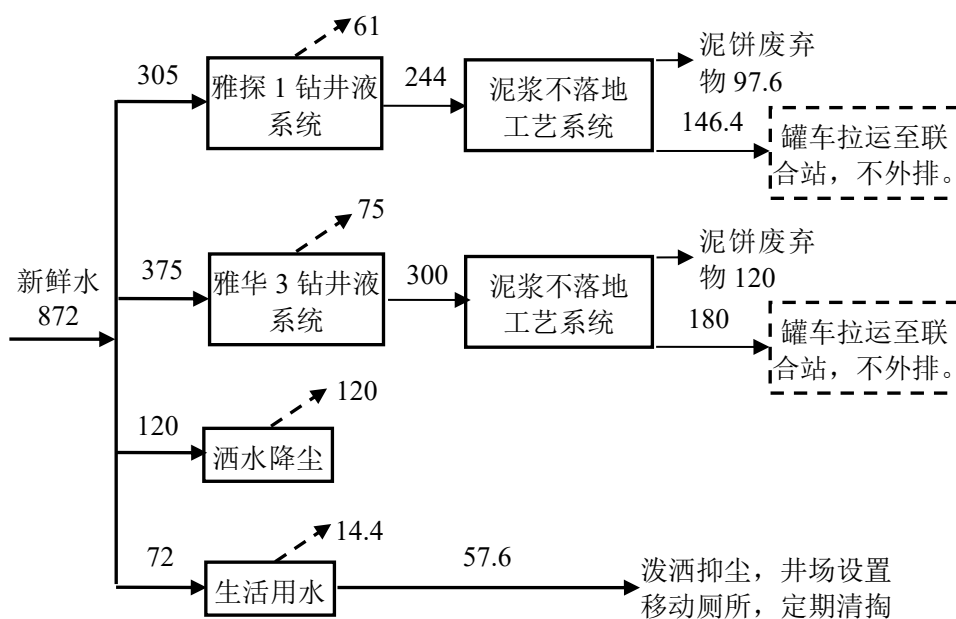 61
305
雅探 1 钻井液
系统
244
泥浆不落地
工艺系统
泥饼废弃
物 97.6
146.4
罐车拉运至联
合站，不外排。
75
新鲜水
872
375
雅华 3 钻井液
系统
300
泥浆不落地
工艺系统
泥饼废弃
物 120
180
罐车拉运至联
合站，不外排。
120
120
洒水降尘
14.4
72
生活用水
57.6
泼洒抑尘，井场设置
移动厕所，定期清掏